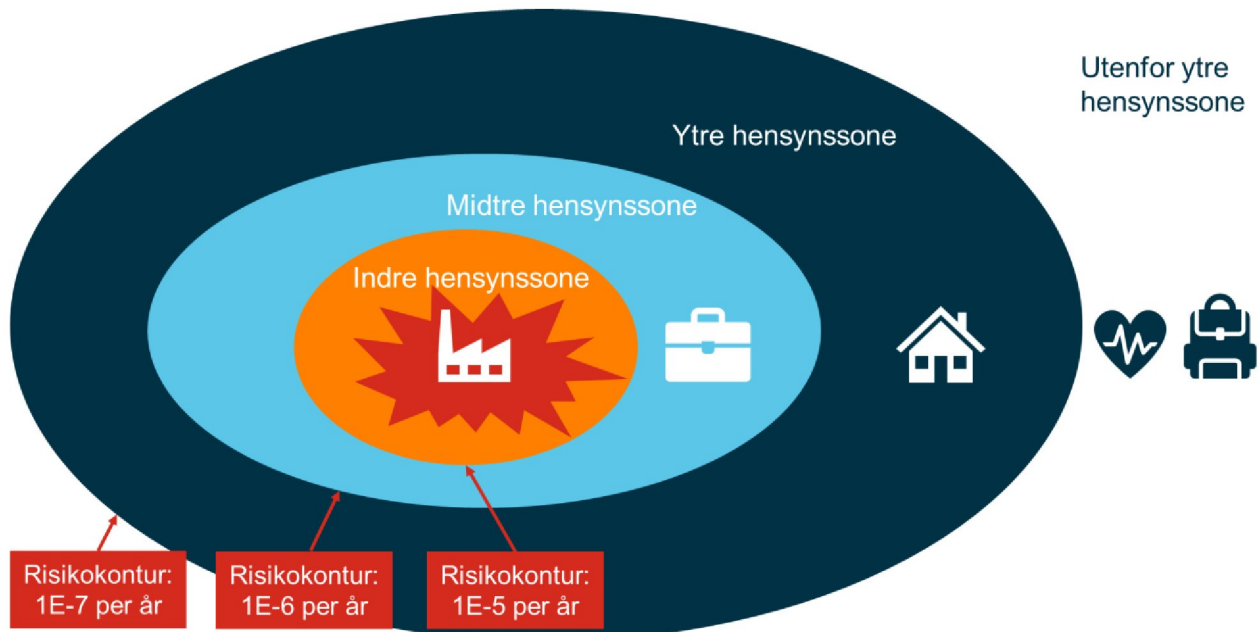 Utenfor ytre
hensynssone
Ytre hensynssone
Midtre hensynssone
Indre hensynssone
Risikokontur:
1E-7 per år
Risikokontur:
1E-6 per år
Risikokontur:
1E-5 per år